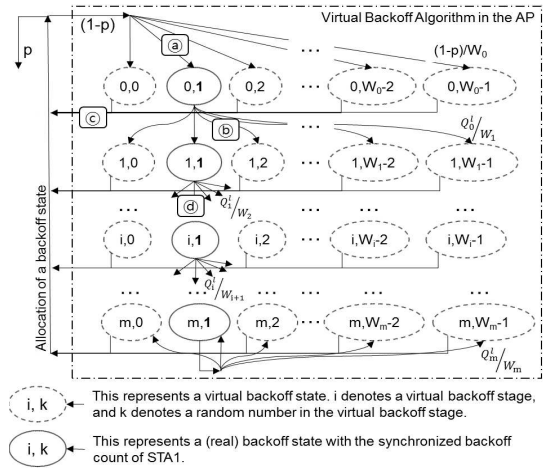 Virtual Backoff Algorithm in the AP
p
(1-p)
ⓐ
(1-p)/W0
0,0
0,1
0,2
...
0,W0-2
0,W0-1
ⓒ
ⓑ
Q0^l/W1
1,0
1,1
1,2
...
1,W1-2
1,W1-1
ⓓ
Q1^l/W2
...
...
...
i,0
i,1
i,2
...
i,Wi-2
i,Wi-1
Qi^l/Wi+1
...
...
...
...
m,0
m,1
m,2
...
m,Wm-2
m,Wm-1
Qm^l/Wm
Allocation of a backoff state
i, k
This represents a virtual backoff state. i denotes a virtual backoff stage,
and k denotes a random number in the virtual backoff stage.
i, k
This represents a (real) backoff state with the synchronized backoff
count of STA1.